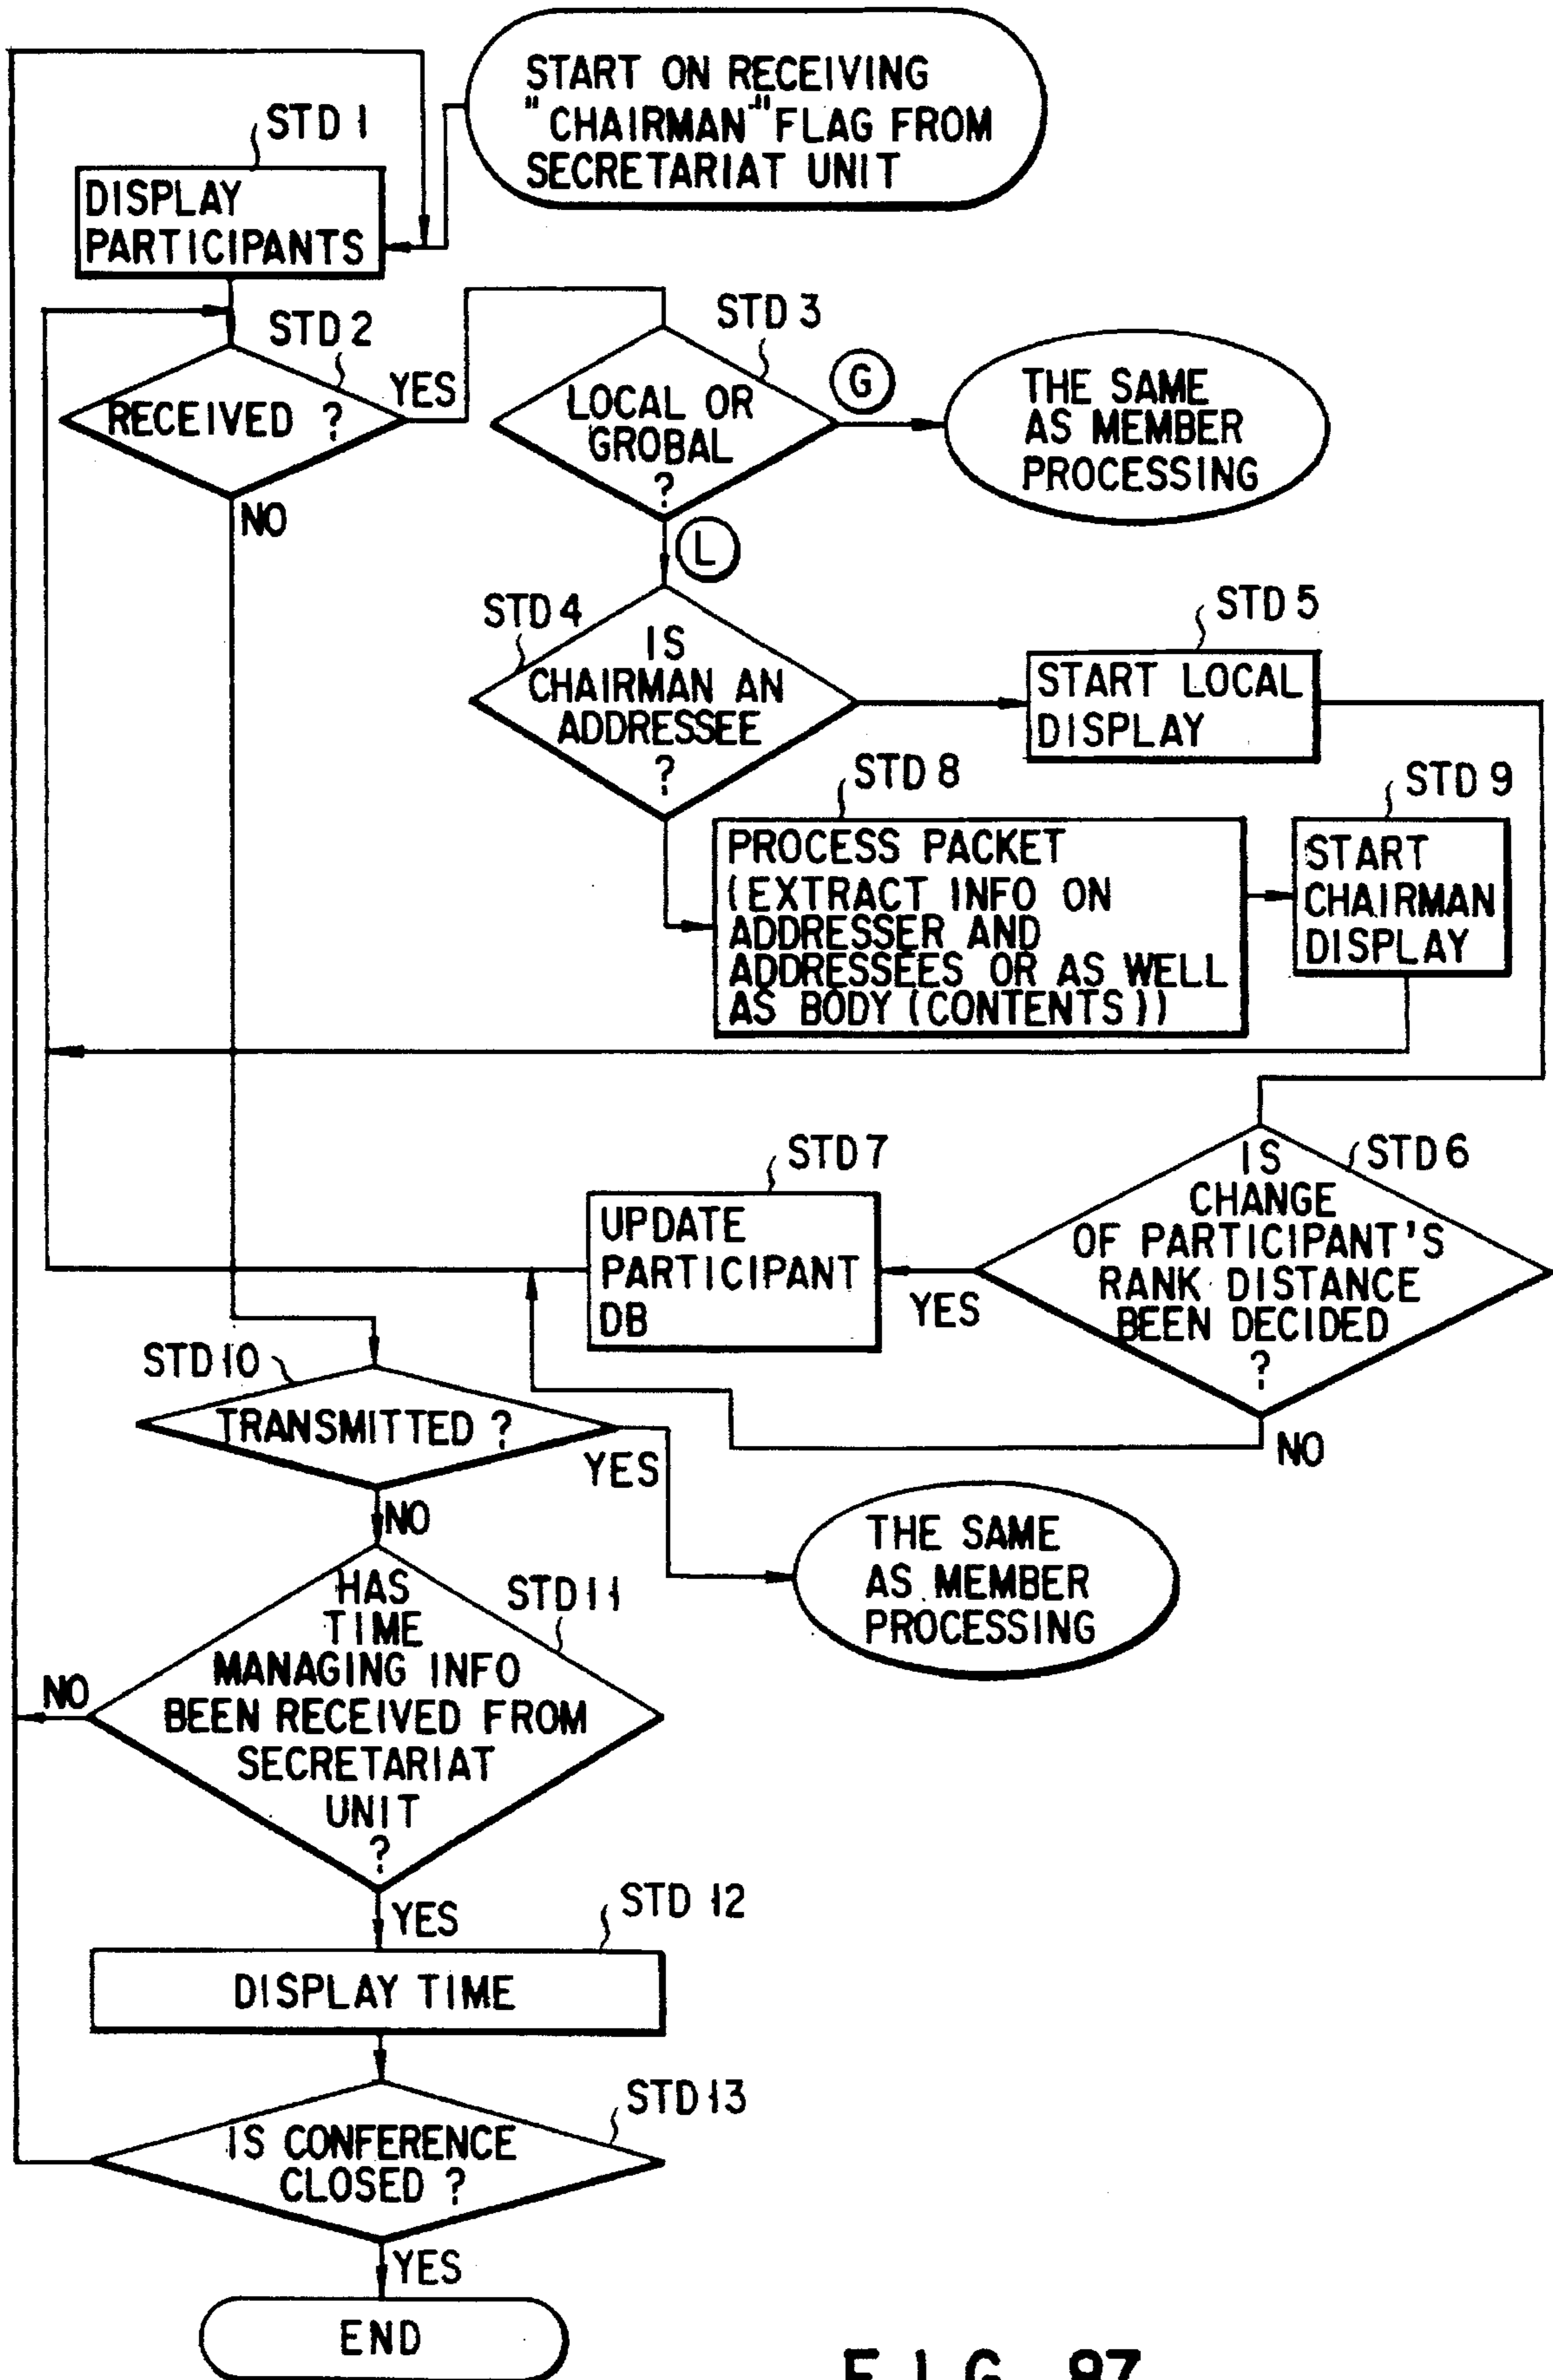 START ON RECEIVING
"CHAIRMAN" FLAG FROM
SECRETARIAT UNIT
STD 1
DISPLAY
PARTICIPANTS
STD 2
RECEIVED ?
YES
NO
STD 3
LOCAL OR
GROBAL
?
G
THE SAME
AS MEMBER
PROCESSING
L
STD 4
IS
CHAIRMAN AN
ADDRESSEE
?
STD 5
START LOCAL
DISPLAY
STD 8
PROCESS PACKET
(EXTRACT INFO ON
ADDRESSER AND
ADDRESSEES OR AS WELL
AS BODY (CONTENTS))
STD 9
START
CHAIRMAN
DISPLAY
STD 6
IS
CHANGE
OF PARTICIPANT'S
RANK DISTANCE
BEEN DECIDED
?
YES
NO
STD 7
UPDATE
PARTICIPANT
DB
STD 10
TRANSMITTED ?
YES
NO
THE SAME
AS MEMBER
PROCESSING
STD 11
HAS
TIME
MANAGING INFO
BEEN RECEIVED FROM
SECRETARIAT
UNIT
?
NO
YES
STD 12
DISPLAY TIME
STD 13
IS CONFERENCE
CLOSED ?
YES
END
FIG. 97